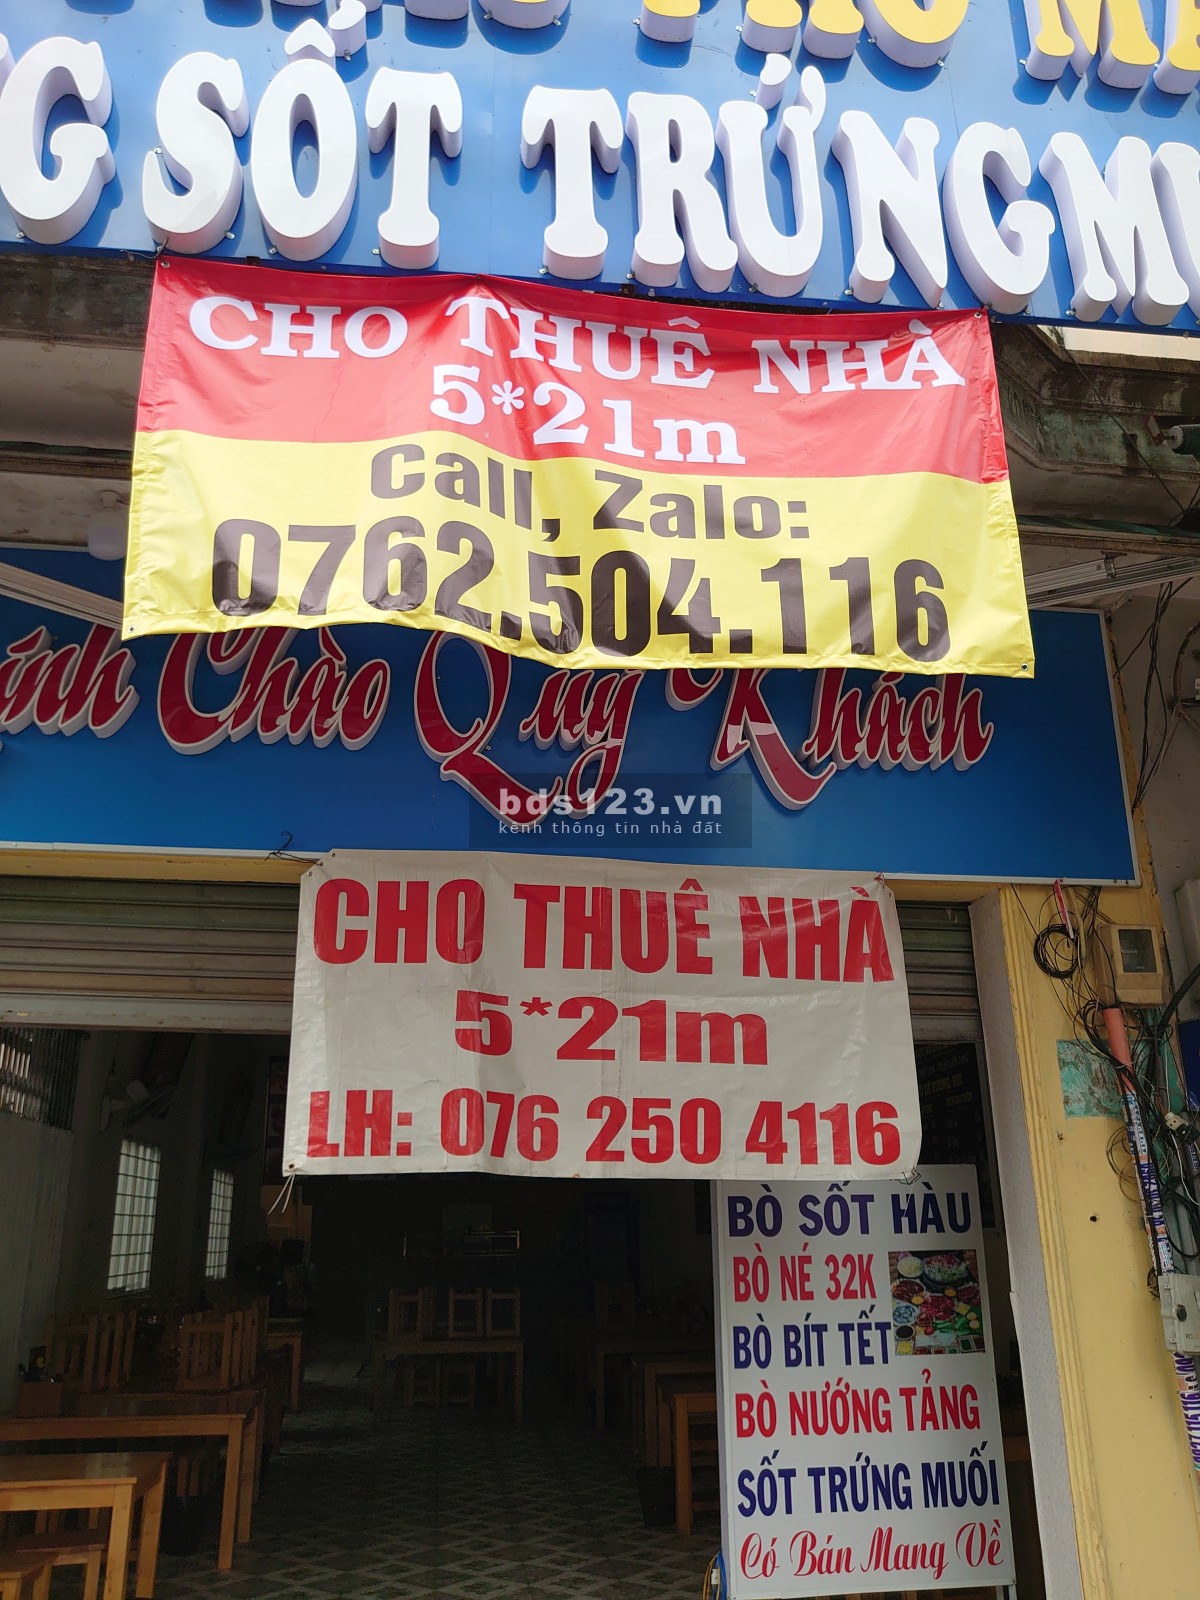 G SỐT TRỨNG M
CHO THUÊ NHÀ
5*21m
Call, Zalo:
0762.504.116
ính Chào Quý Khách
bds123.vn
kênh thông tin nhà đất
CHO THUÊ NHÀ
5*21m
LH: 076 250 4116
BÒ SỐT HÀU
BÒ NÉ 32K
BÒ BÍT TẾT
BÒ NƯỚNG TẢNG
SỐT TRỨNG MUỐI
Có Bán Mang Về